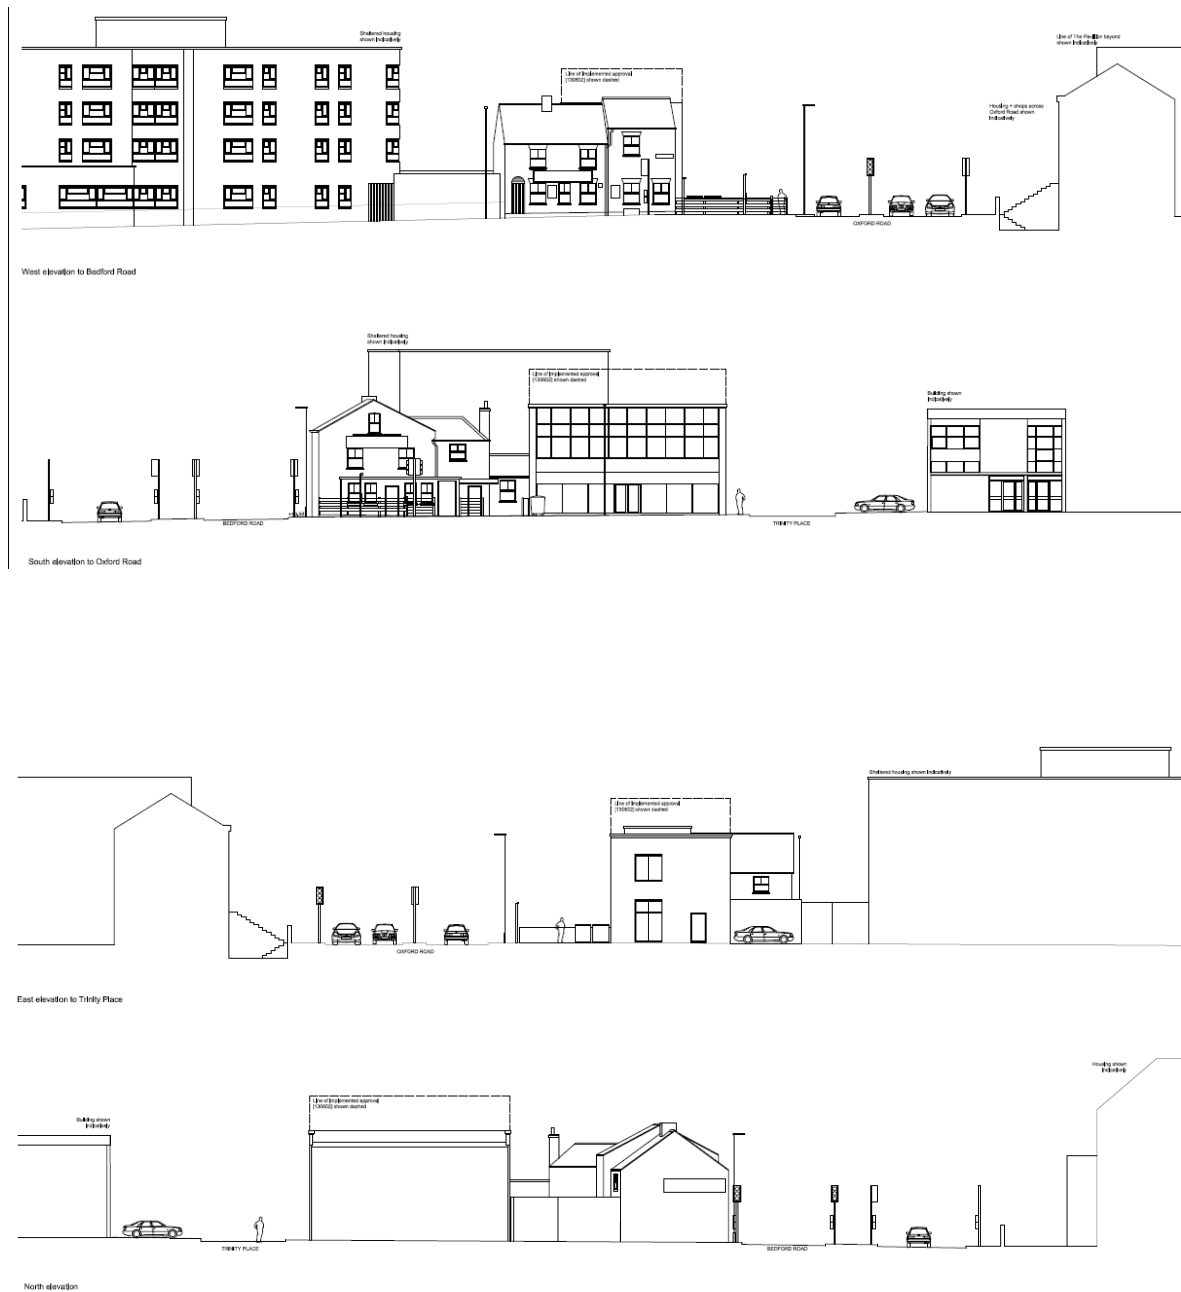 Sheltered housing
shown indicatively
Line of The Pavilion beyond
shown indicatively
Line of implemented approval
[130802] shown dashed
Housing + shops across
Oxford Road shown
indicatively
OXFORD ROAD
West elevation to Bedford Road
Sheltered housing
shown indicatively
Line of implemented approval
[130802] shown dashed
Building shown
indicatively
BEDFORD ROAD
TRINITY PLACE
South elevation to Oxford Road
Sheltered housing shown indicatively
Line of implemented approval
[130802] shown dashed
OXFORD ROAD
East elevation to Trinity Place
Housing shown
indicatively
Line of implemented approval
[130802] shown dashed
Building shown
indicatively
TRINITY PLACE
BEDFORD ROAD
North elevation